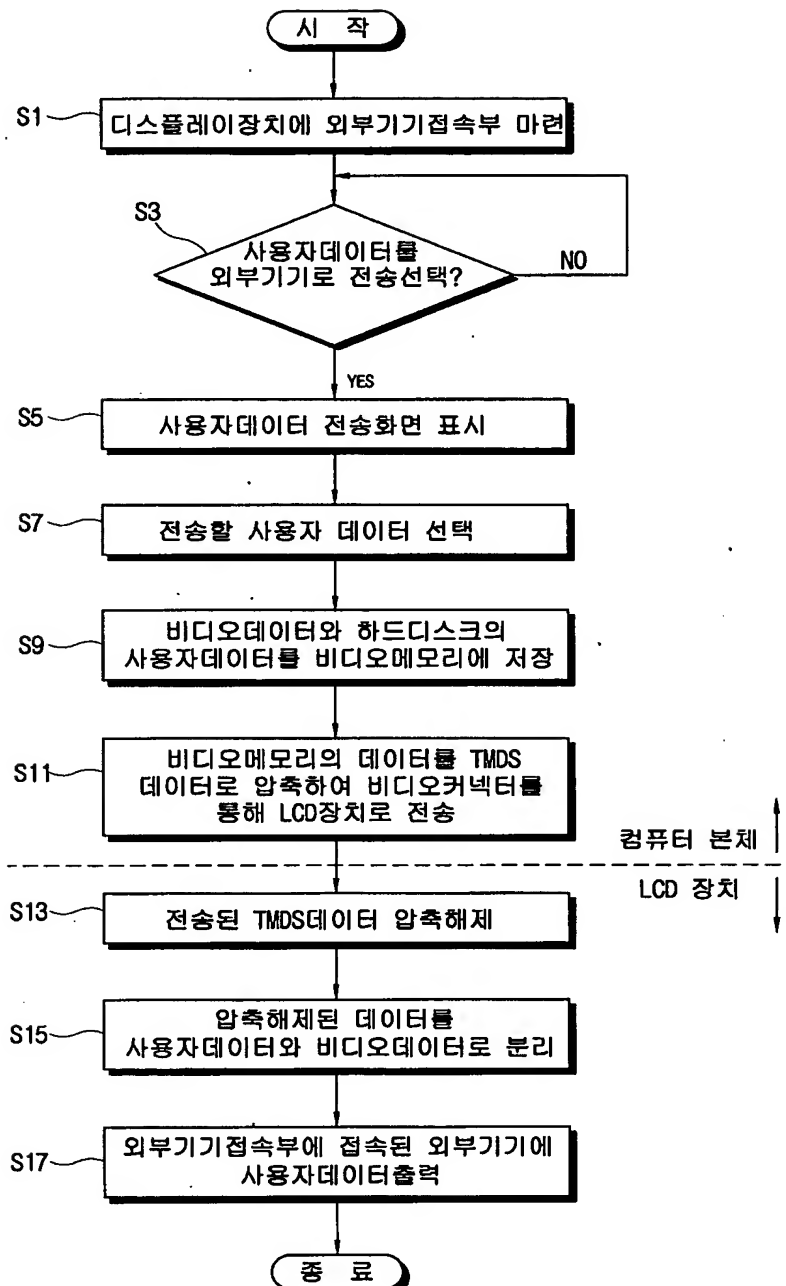 시 작
S1
디스플레이장치에 외부기기접속부 마련
S3
사용자데이터를
외부기기로 전송선택?
NO
YES
S5
사용자데이터 전송화면 표시
S7
전송할 사용자 데이터 선택
S9
비디오데이터와 하드디스크의
사용자데이터를 비디오메모리에 저장
S11
비디오메모리의 데이터를 TMDS
데이터로 압축하여 비디오커넥터를
통해 LCD장치로 전송
컴퓨터 본체
LCD 장치
S13
전송된 TMDS데이터 압축해제
S15
압축해제된 데이터를
사용자데이터와 비디오데이터로 분리
S17
외부기기접속부에 접속된 외부기기에
사용자데이터출력
종 료